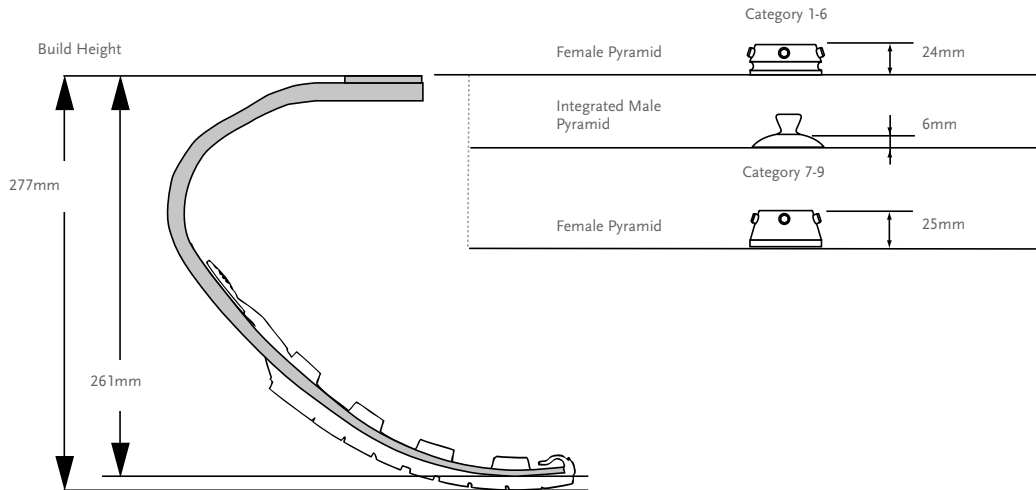 Build Height
277mm
261mm
Category 1-6
Female Pyramid
24mm
Integrated Male
Pyramid
6mm
Category 7-9
Female Pyramid
25mm